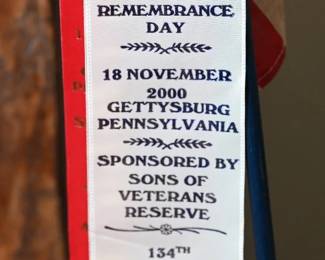 REMEMBRANCE
DAY
18 NOVEMBER
2000
GETTYSBURG
PENNSYLVANIA
SPONSORED BY
SONS OF
VETERANS
RESERVE
134TH